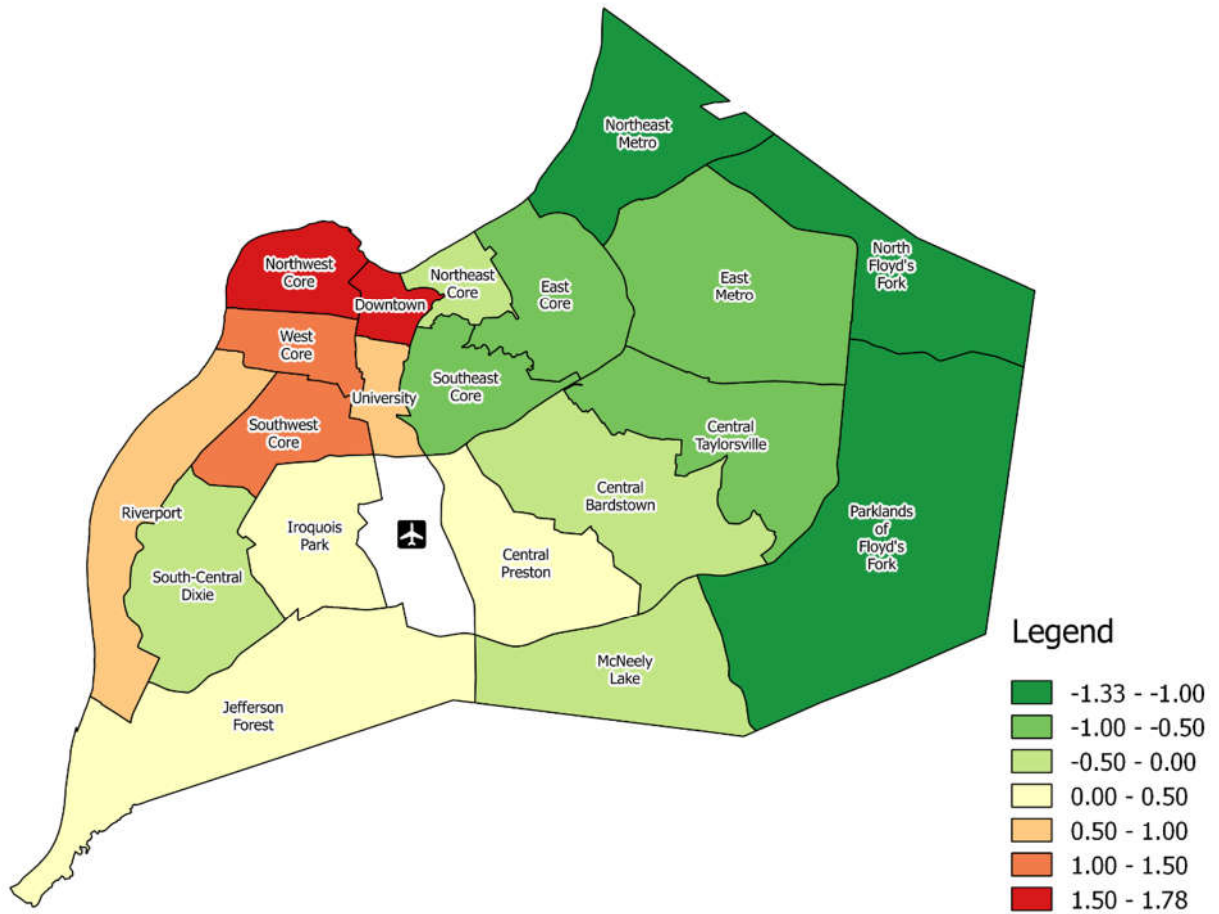 Northeast
Metro
North
Floyd's
Fork
Northwest
Core
Northeast
Core
East
Core
East
Metro
Downtown
West
Core
University
Southeast
Core
Southwest
Core
Central
Taylorsville
Central
Bardstown
Riverport
Iroquois
Park
Central
Preston
Parklands
of
Floyd's
Fork
South-Central
Dixie
McNeely
Lake
Jefferson
Forest
Legend
-1.33 - -1.00
-1.00 - -0.50
-0.50 - 0.00
0.00 - 0.50
0.50 - 1.00
1.00 - 1.50
1.50 - 1.78